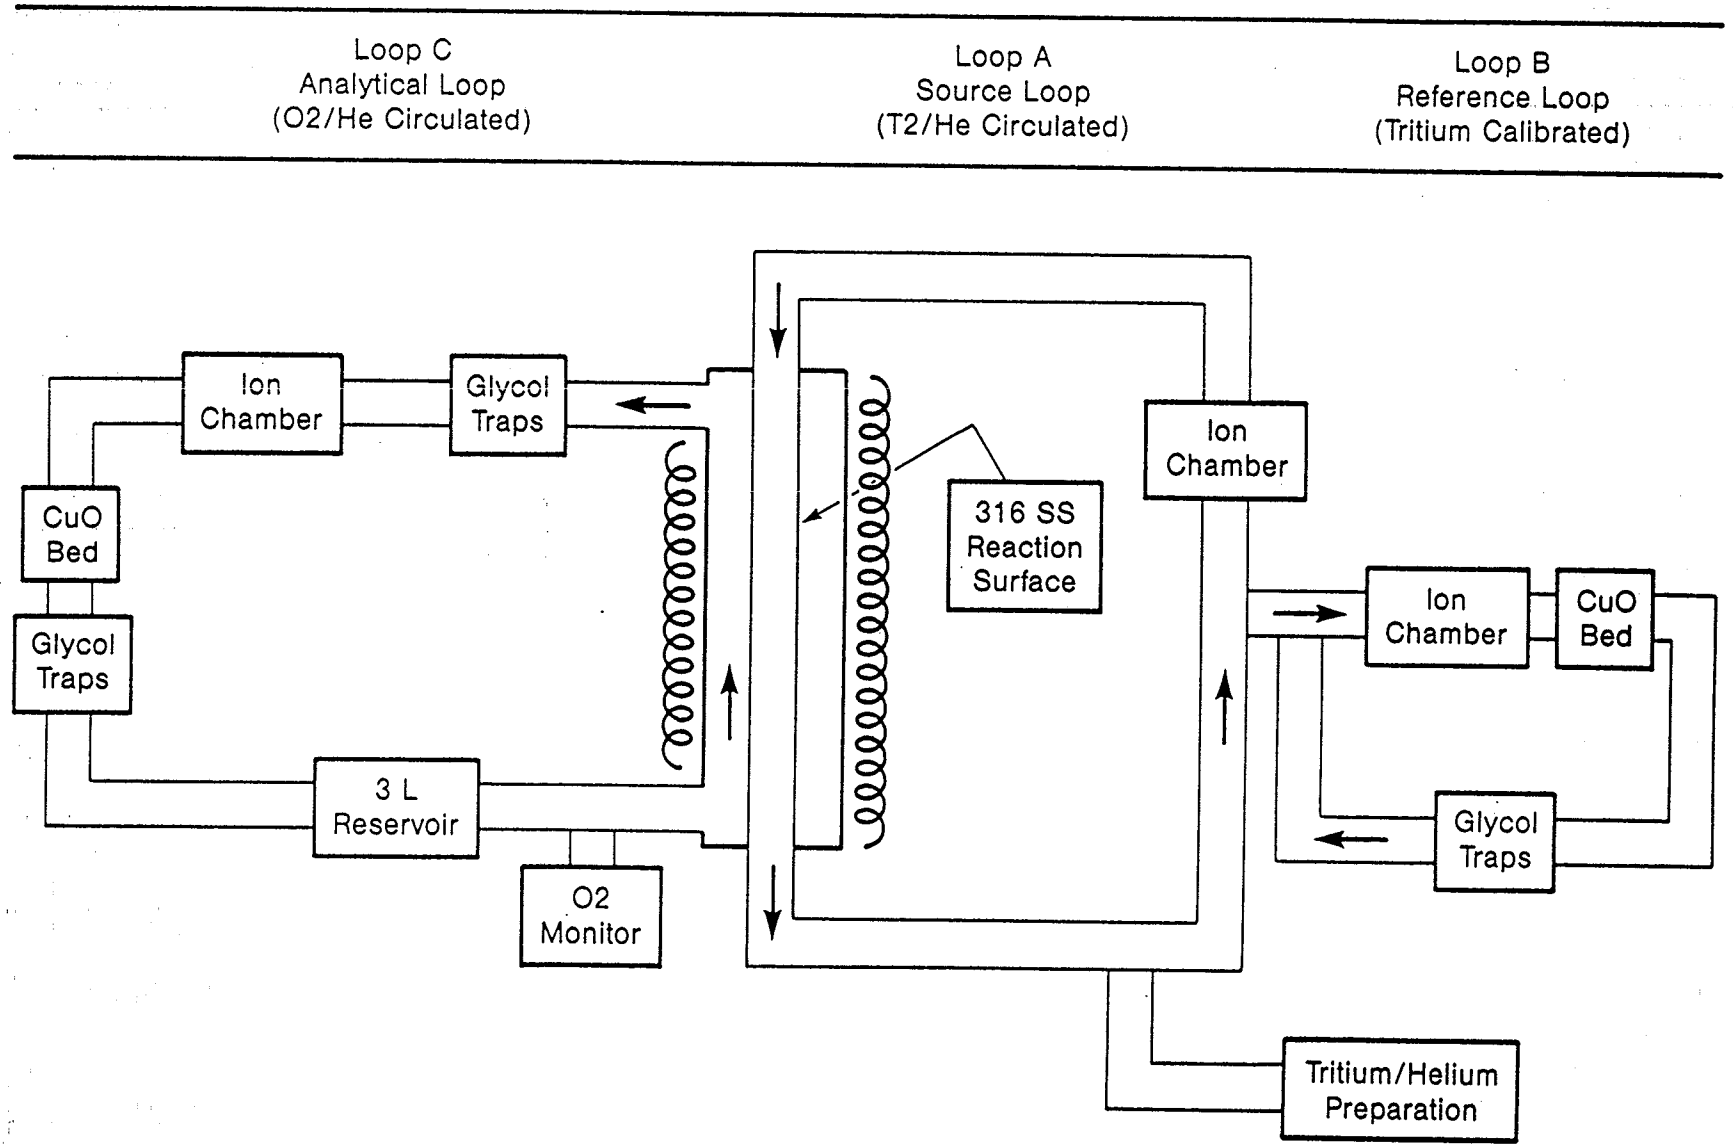 Loop C
Analytical Loop
(O2/He Circulated)
Loop A
Source Loop
(T2/He Circulated)
Loop B
Reference Loop
(Tritium Calibrated)
Ion
Chamber
Glycol
Traps
CuO
Bed
Glycol
Traps
3 L
Reservoir
O2
Monitor
316 SS
Reaction
Surface
Ion
Chamber
Ion
Chamber
CuO
Bed
Glycol
Traps
Tritium/Helium
Preparation